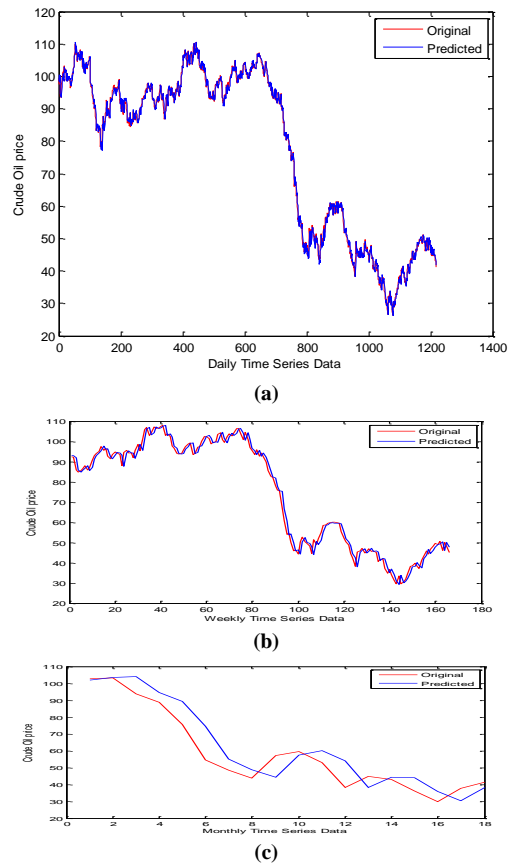 120
110
100
90
80
70
60
50
40
30
20
Crude Oil price
Original
Predicted
0 200 400 600 800 1000 1200 1400
Daily Time Series Data
(a)
110
100
90
80
70
60
50
40
30
20
Crude Oil price
Original
Predicted
0 20 40 60 80 100 120 140 160 180
Weekly Time Series Data
(b)
110
100
90
80
70
60
50
40
30
20
Crude Oil price
Original
Predicted
0 2 4 6 8 10 12 14 16 18
Monthly Time Series Data
(c)